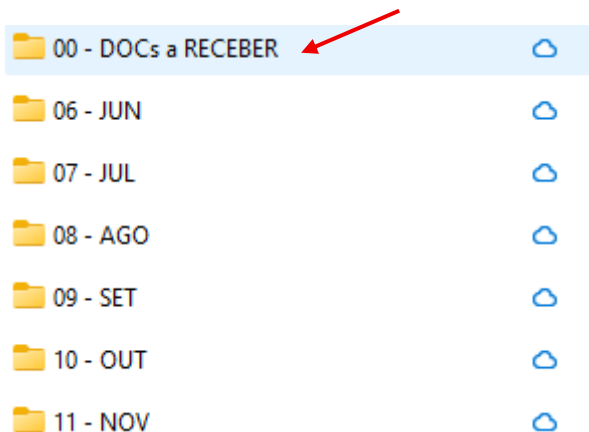 00 - DOCs a RECEBER
06 - JUN
07 - JUL
08 - AGO
09 - SET
10 - OUT
11 - NOV